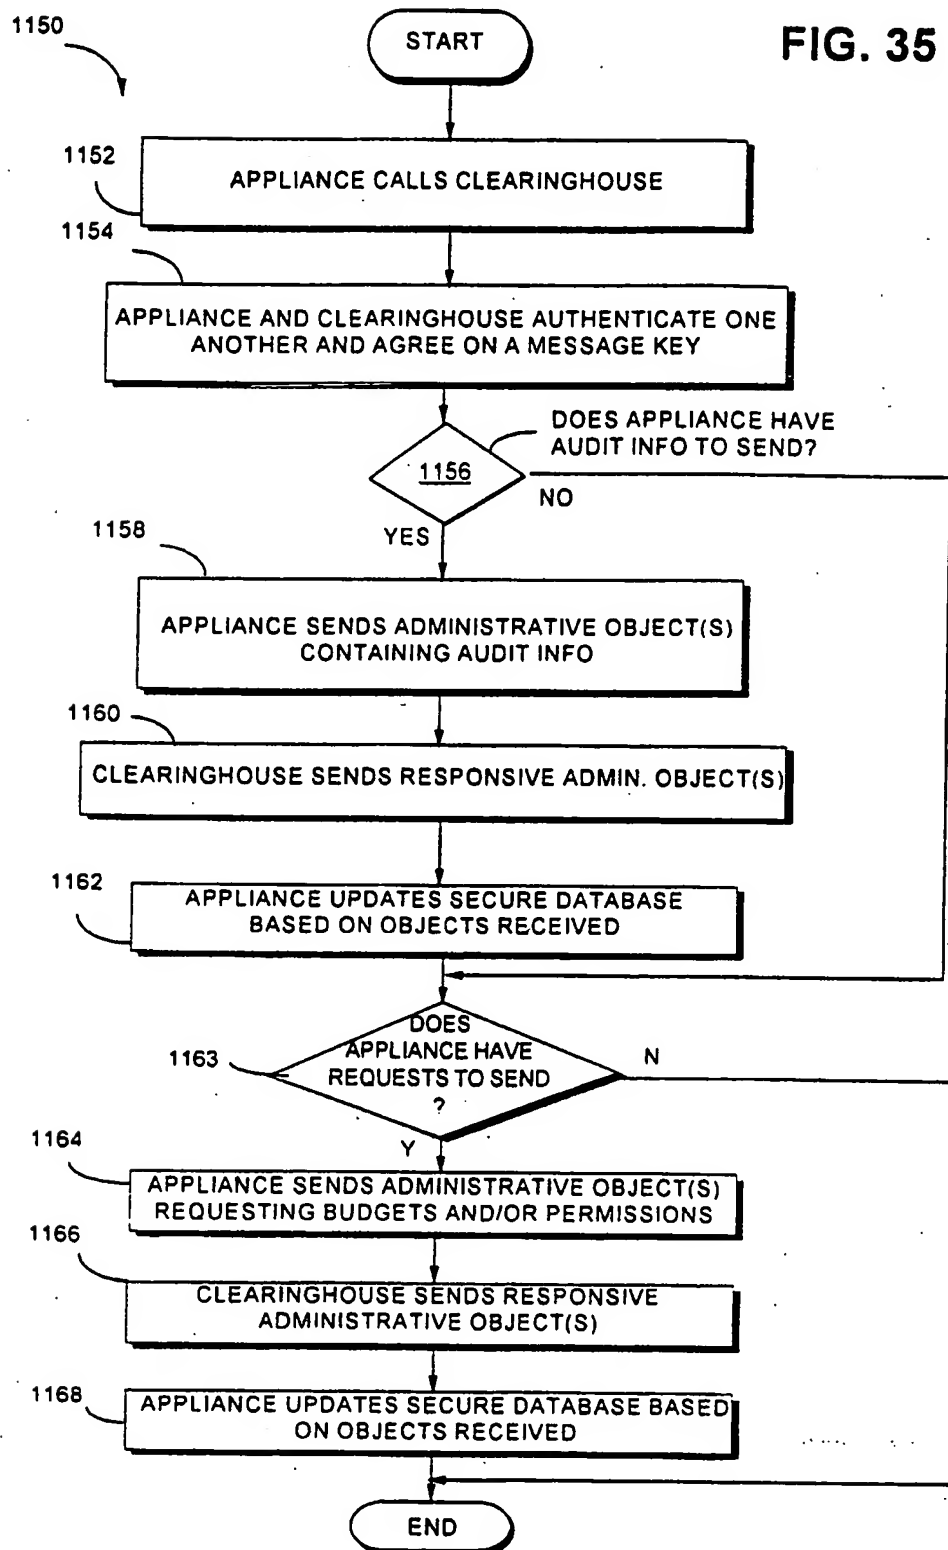 1150
START
FIG. 35
1152
APPLIANCE CALLS CLEARINGHOUSE
1154
APPLIANCE AND CLEARINGHOUSE AUTHENTICATE ONE
ANOTHER AND AGREE ON A MESSAGE KEY
DOES APPLIANCE HAVE
AUDIT INFO TO SEND?
1156
NO
YES
1158
APPLIANCE SENDS ADMINISTRATIVE OBJECT(S)
CONTAINING AUDIT INFO
1160
CLEARINGHOUSE SENDS RESPONSIVE ADMIN. OBJECT(S)
1162
APPLIANCE UPDATES SECURE DATABASE
BASED ON OBJECTS RECEIVED
1163
DOES
APPLIANCE HAVE
REQUESTS TO SEND
?
N
Y
1164
APPLIANCE SENDS ADMINISTRATIVE OBJECT(S)
REQUESTING BUDGETS AND/OR PERMISSIONS
1166
CLEARINGHOUSE SENDS RESPONSIVE
ADMINISTRATIVE OBJECT(S)
1168
APPLIANCE UPDATES SECURE DATABASE BASED
ON OBJECTS RECEIVED
END